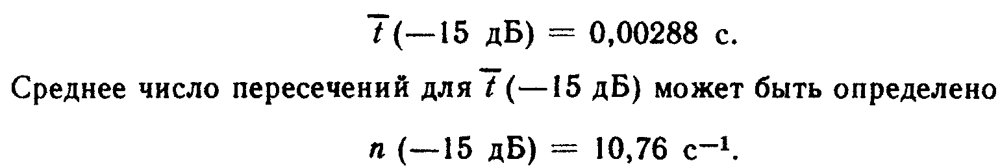 t̅ (—15 дБ) = 0,00288 с.
Среднее число пересечений для t̅ (—15 дБ) может быть определено
n (—15 дБ) = 10,76 с⁻¹.